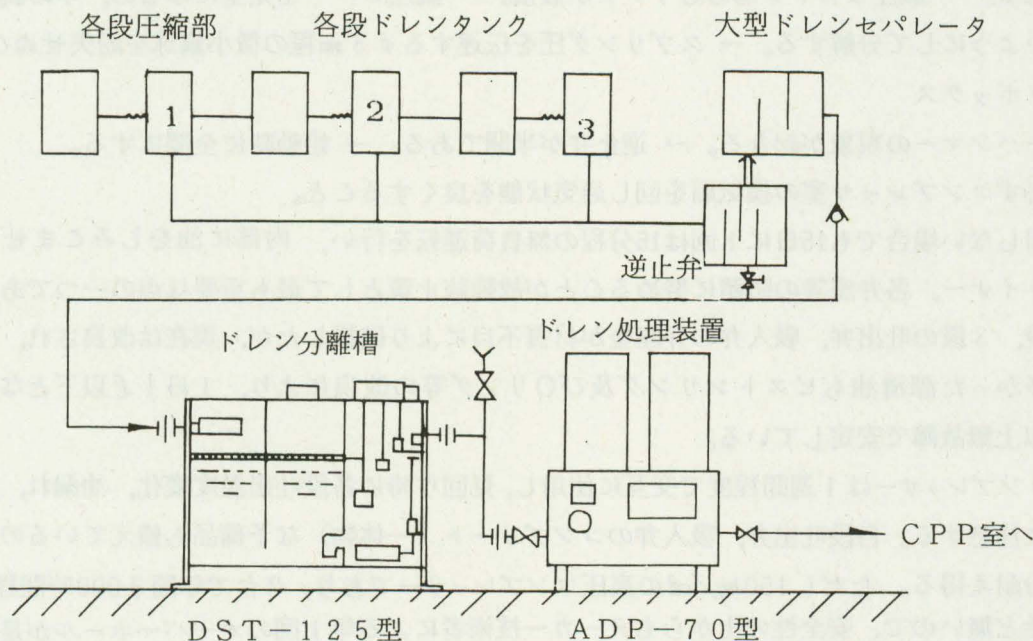 各段圧縮部
各段ドレンタンク
大型ドレンセパレータ
1
2
3
逆止弁
ドレン分離槽
ドレン処理装置
CPP室
DST-125型
ADP-70型